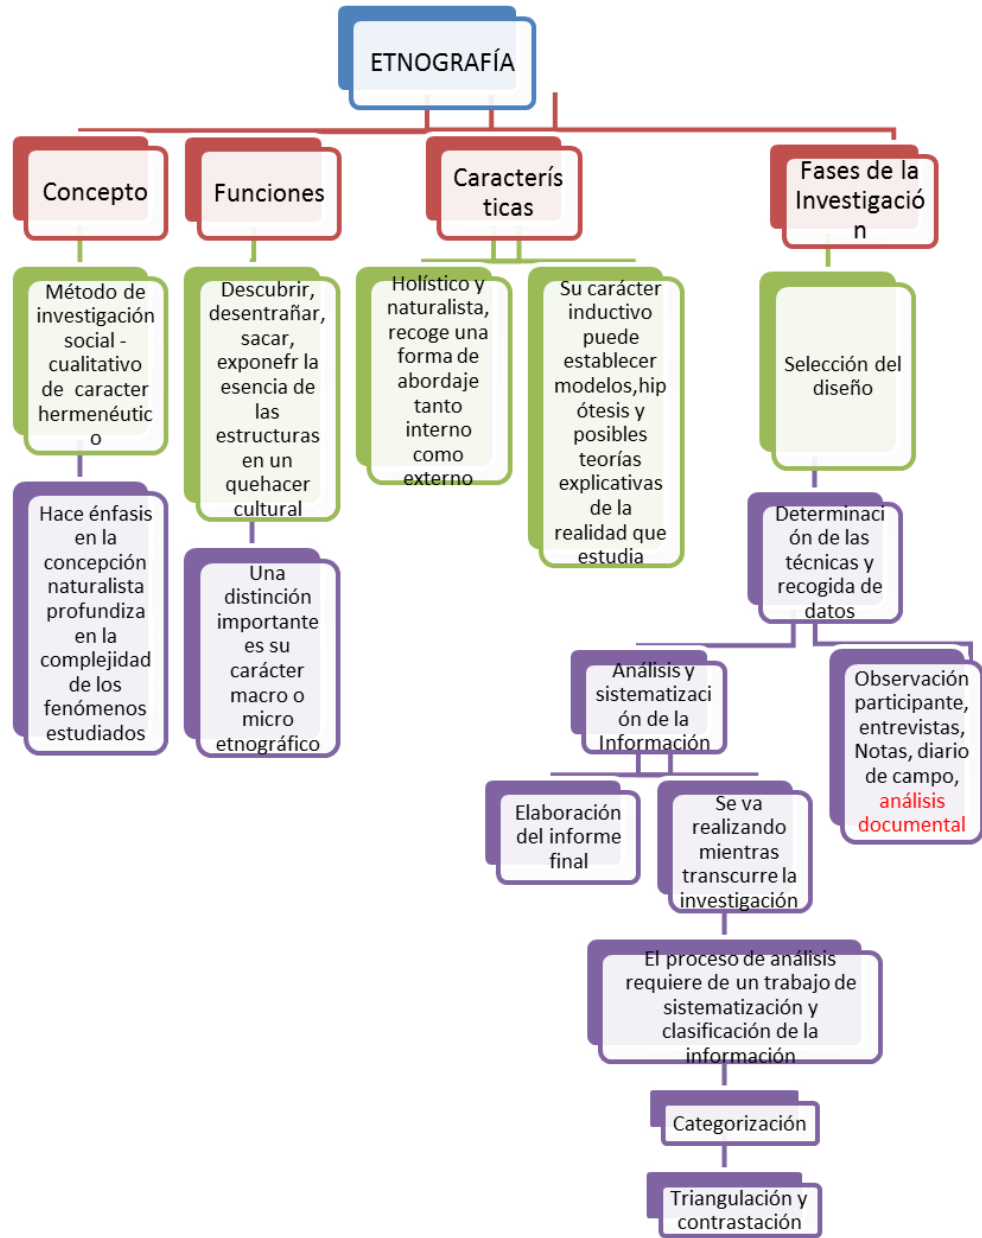 ETNOGRAFÍA
Concepto
Funciones
Caracterís
ticas
Fases de la
Investigació
n
Método de
investigación
social -
cualitativo
de caracter
hermenéutic
o
Descubrir,
desentrañar,
sacar,
exponefr la
esencia de
las
estructuras
en un
quehacer
cultural
Holístico y
naturalista,
recoge una
forma de
abordaje
tanto
interno
como
externo
Su carácter
inductivo
puede
establecer
modelos,hip
ótesis y
posibles
teorías
explicativas
de la
realidad que
estudia
Selección del
diseño
Hace énfasis
en la
concepción
naturalista
profundiza
en la
complejidad
de los
fenómenos
estudiados
Una
distinción
importante
es su
carácter
macro o
micro
etnográfico
Determinaci
ón de las
técnicas y
recogida de
datos
Análisis y
sistematizaci
ón de la
Información
Observación
participante,
entrevistas,
Notas, diario
de campo,
análisis
documental
Elaboración
del informe
final
Se va
realizando
mientras
transcurre la
investigación
El proceso de análisis
requiere de un trabajo de
sistematización y
clasificación de la
información
Categorización
Triangulación y
contrastación